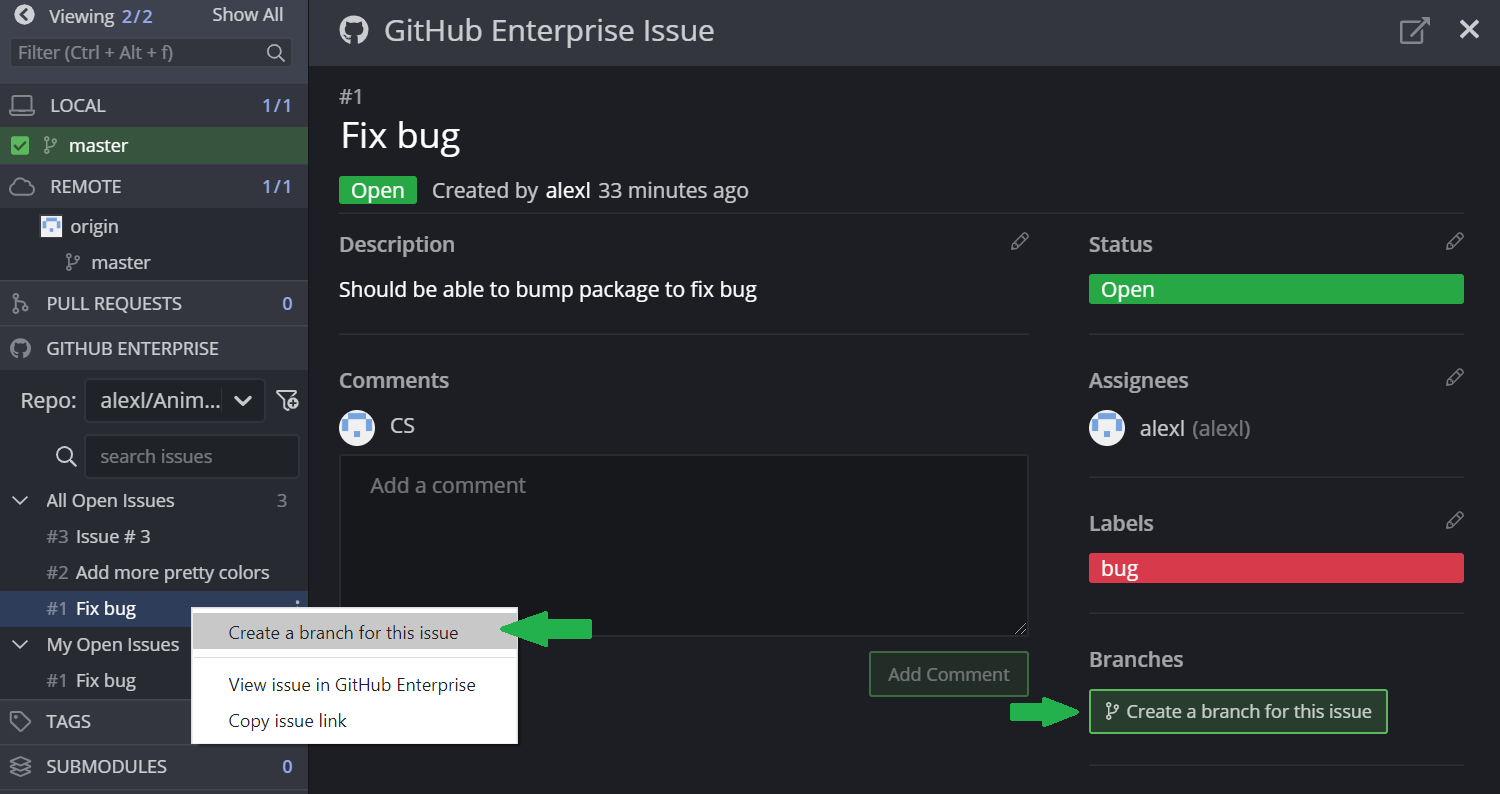 Viewing 2/2 Show All
Filter (Ctrl + Alt + f)
LOCAL 1/1
master
REMOTE 1/1
origin
master
PULL REQUESTS 0
GITHUB ENTERPRISE
Repo: alexl/Anim...
search issues
All Open Issues 3
#3 Issue # 3
#2 Add more pretty colors
#1 Fix bug
My Open Issues
#1 Fix bug
TAGS
SUBMODULES 0
Create a branch for this issue
View issue in GitHub Enterprise
Copy issue link
GitHub Enterprise Issue
#1
Fix bug
Open Created by alexl 33 minutes ago
Description
Should be able to bump package to fix bug
Comments
CS
Add a comment
Add Comment
Status
Open
Assignees
alexl (alexl)
Labels
bug
Branches
Create a branch for this issue